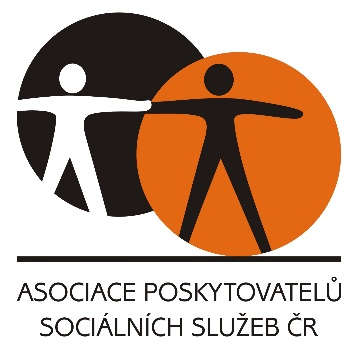 ASOCIACE POSKYTOVATELŮ
SOCIÁLNÍCH SLUŽEB ČR